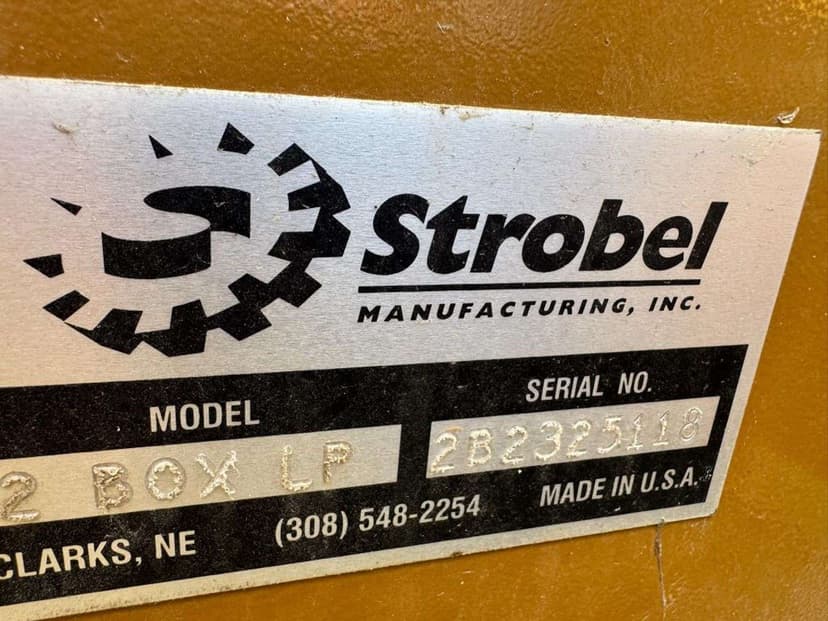 Strobel
MANUFACTURING, INC.
MODEL
SERIAL NO.
2 BOX LP
2B2325118
CLARKS, NE
(308) 548-2254
MADE IN U.S.A.